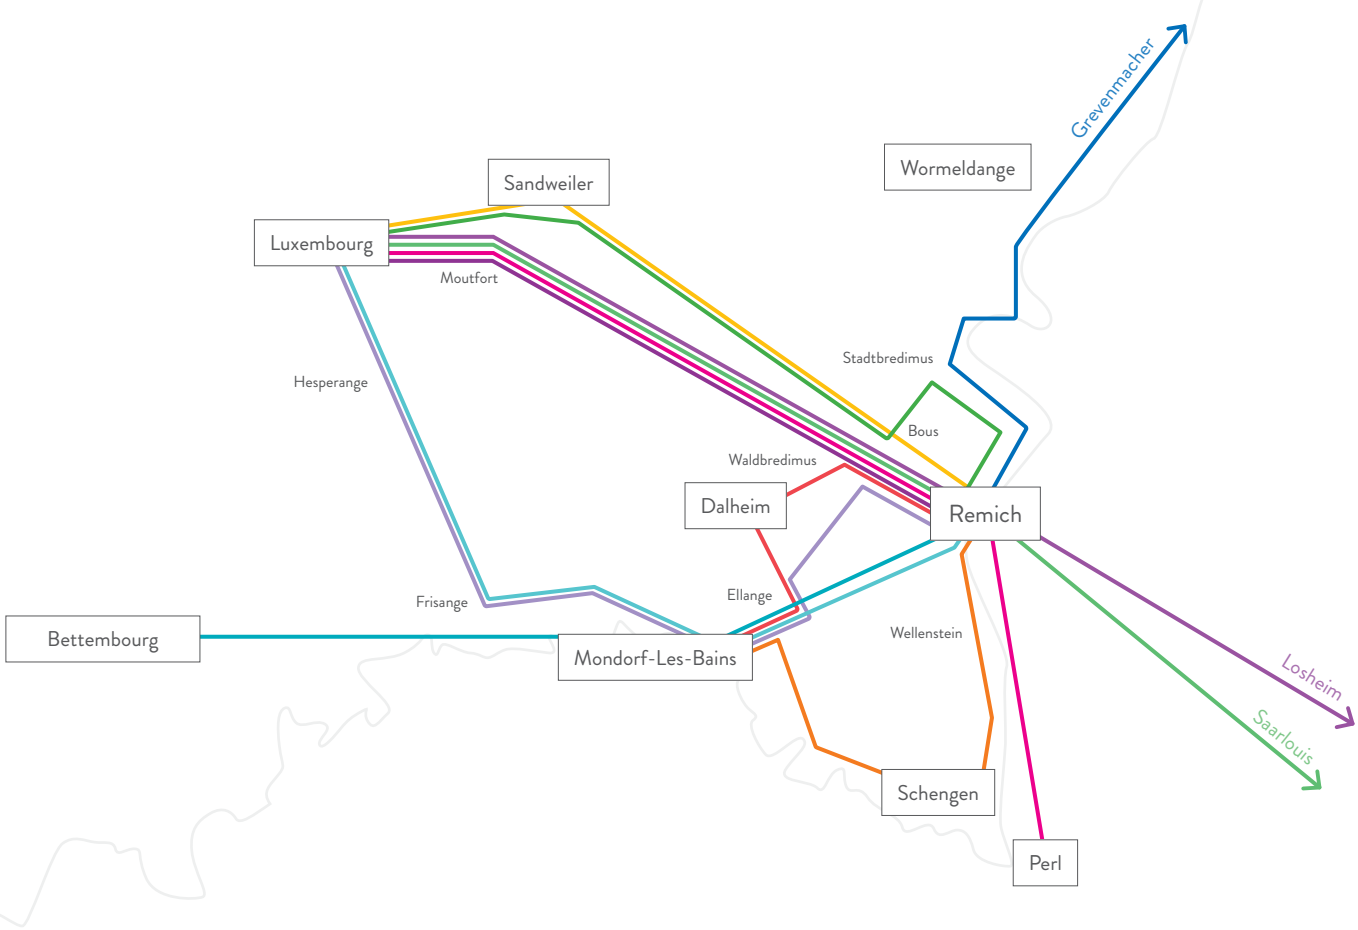 Grevenmacher
Wormeldange
Sandweiler
Luxembourg
Moutfort
Stadtbredimus
Hesperange
Bous
Waldbredimus
Dalheim
Remich
Ellange
Frisange
Bettembourg
Wellenstein
Mondorf-Les-Bains
Losheim
Saarlouis
Schengen
Perl